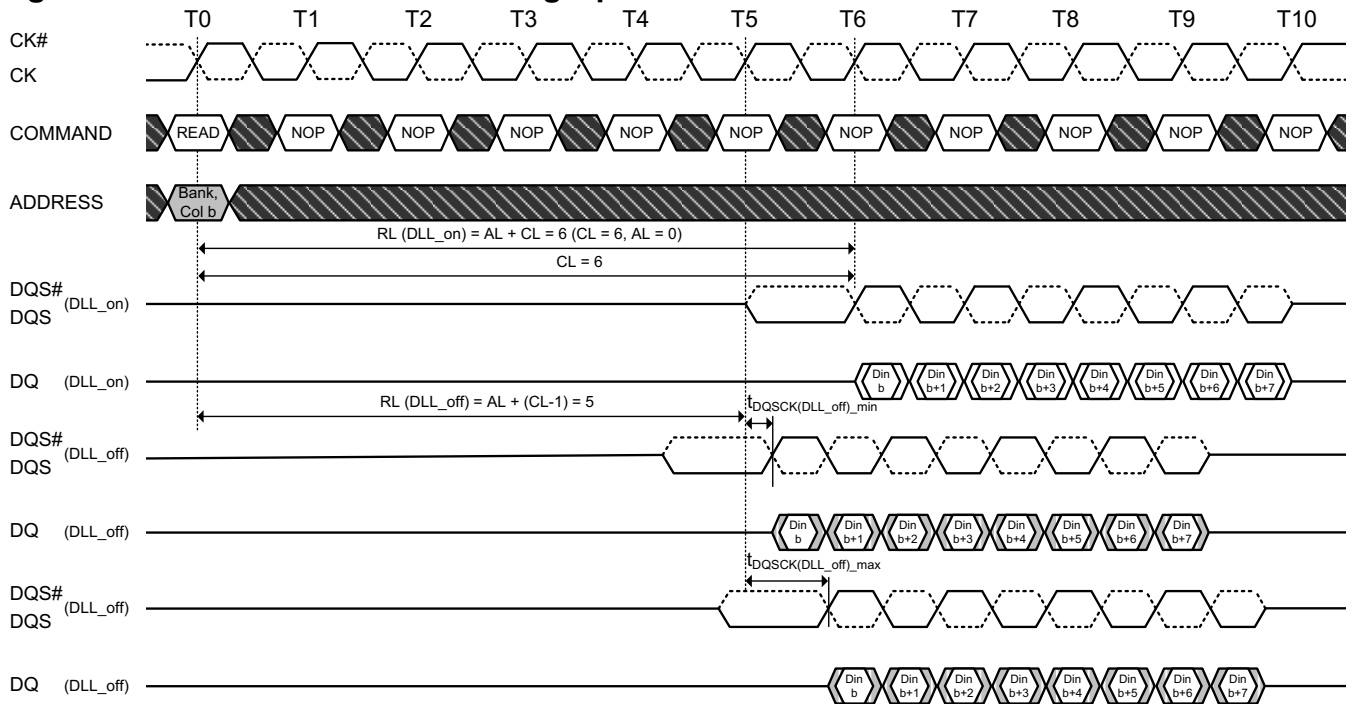 T0 T1 T2 T3 T4 T5 T6 T7 T8 T9 T10
CK#
CK
COMMAND READ NOP NOP NOP NOP NOP NOP NOP NOP NOP NOP
ADDRESS Bank,
Col b
RL (DLL_on) = AL + CL = 6 (CL = 6, AL = 0)
CL = 6
DQS# (DLL_on)
DQS
DQ (DLL_on) Din b Din b+1 Din b+2 Din b+3 Din b+4 Din b+5 Din b+6 Din b+7
RL (DLL_off) = AL + (CL-1) = 5 tDQSCK(DLL_off)_min
DQS# (DLL_off)
DQS
DQ (DLL_off) Din b Din b+1 Din b+2 Din b+3 Din b+4 Din b+5 Din b+6 Din b+7
tDQSCK(DLL_off)_max
DQS# (DLL_off)
DQS
DQ (DLL_off) Din b Din b+1 Din b+2 Din b+3 Din b+4 Din b+5 Din b+6 Din b+7